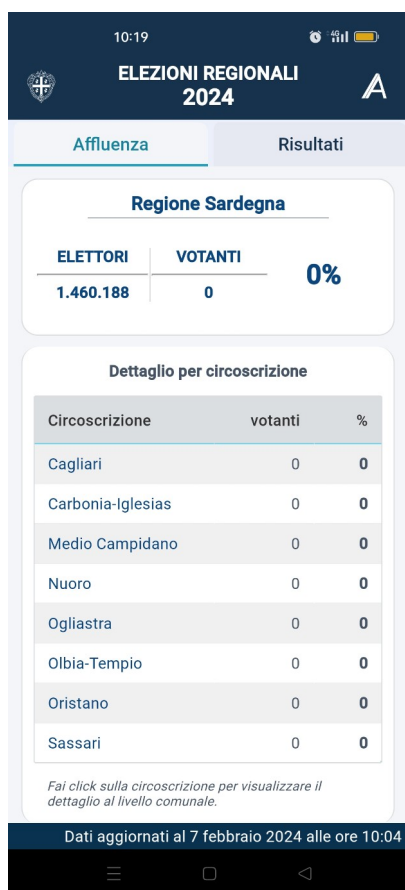 10:19
4G
ELEZIONI REGIONALI
2024
Affluenza Risultati
Regione Sardegna
ELETTORI VOTANTI
0%
1.460.188 0
Dettaglio per circoscrizione
Circoscrizione votanti %
Cagliari 0 0
Carbonia-Iglesias 0 0
Medio Campidano 0 0
Nuoro 0 0
Ogliastra 0 0
Olbia-Tempio 0 0
Oristano 0 0
Sassari 0 0
Fai click sulla circoscrizione per visualizzare il
dettaglio al livello comunale.
Dati aggiornati al 7 febbraio 2024 alle ore 10:04